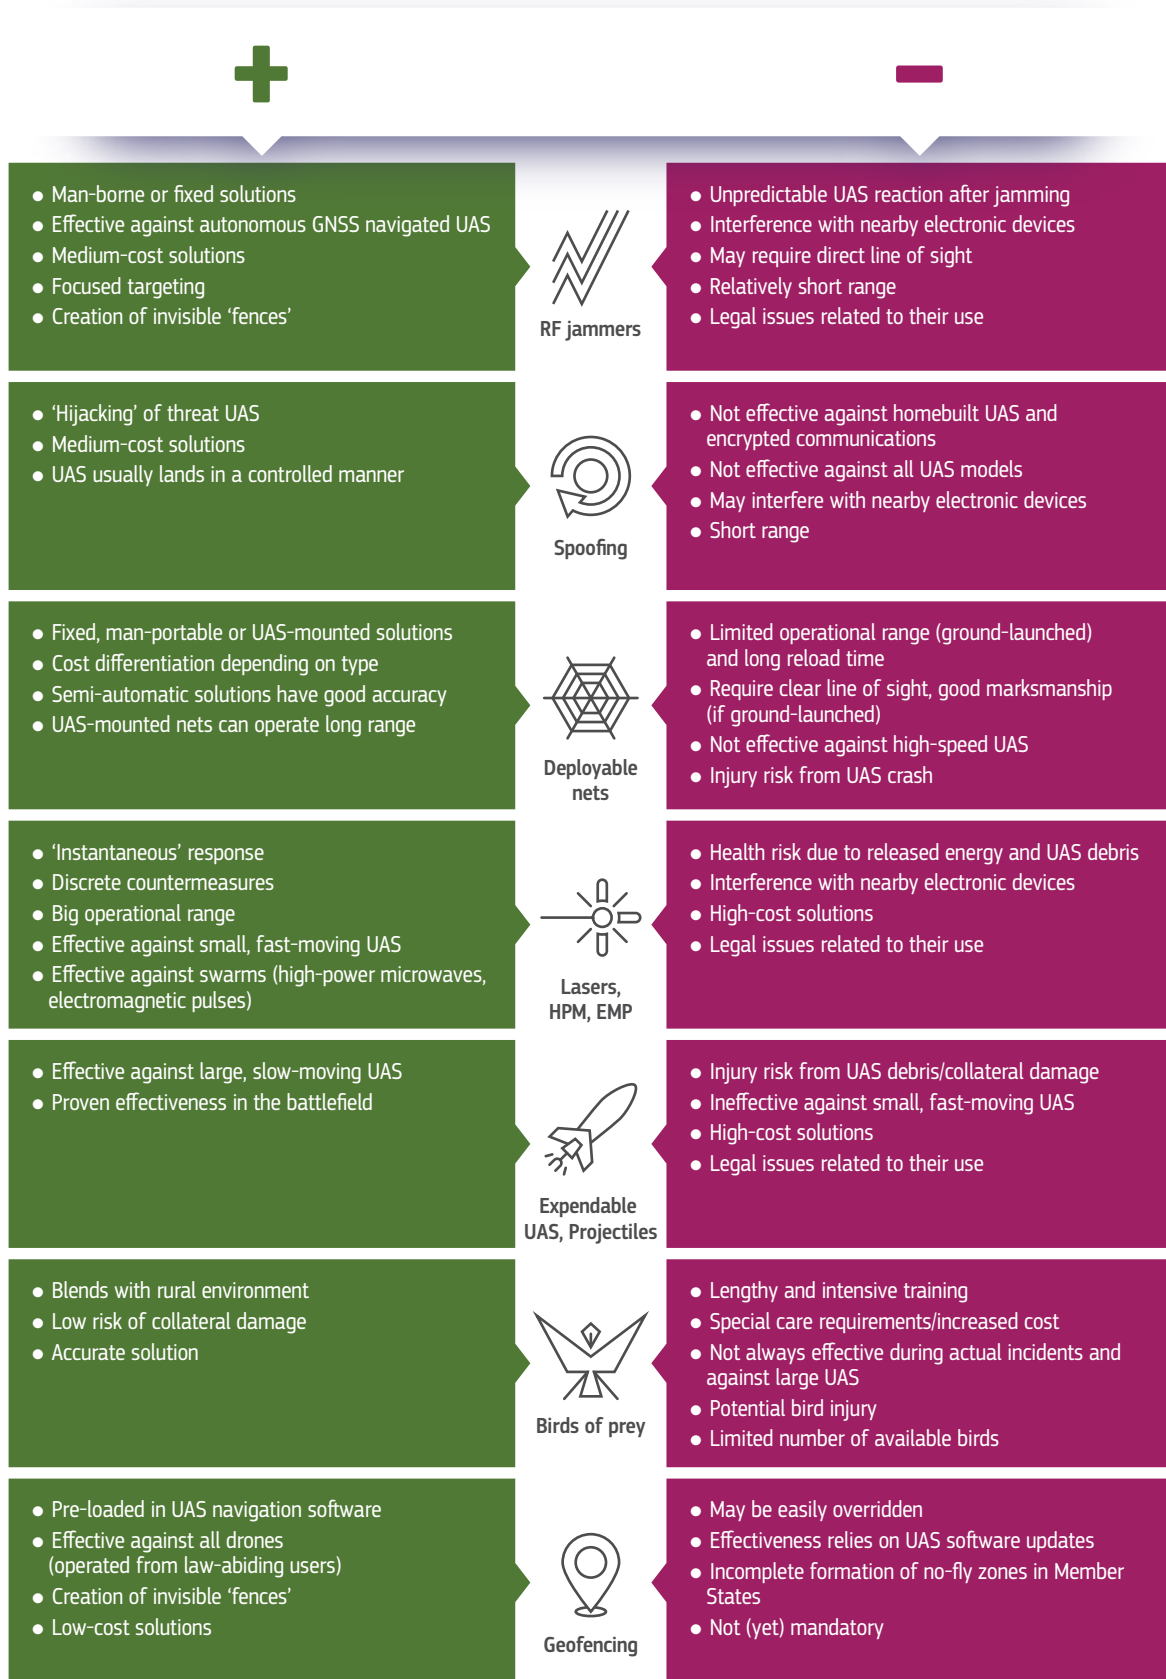 ● Man-borne or fixed solutions
● Effective against autonomous GNSS navigated UAS
● Medium-cost solutions
● Focused targeting
● Creation of invisible ‘fences’
RF jammers
● Unpredictable UAS reaction after jamming
● Interference with nearby electronic devices
● May require direct line of sight
● Relatively short range
● Legal issues related to their use
● ‘Hijacking’ of threat UAS
● Medium-cost solutions
● UAS usually lands in a controlled manner
Spoofing
● Not effective against homebuilt UAS and
encrypted communications
● Not effective against all UAS models
● May interfere with nearby electronic devices
● Short range
● Fixed, man-portable or UAS-mounted solutions
● Cost differentiation depending on type
● Semi-automatic solutions have good accuracy
● UAS-mounted nets can operate long range
Deployable
nets
● Limited operational range (ground-launched)
and long reload time
● Require clear line of sight, good marksmanship
(if ground-launched)
● Not effective against high-speed UAS
● Injury risk from UAS crash
● ‘Instantaneous’ response
● Discrete countermeasures
● Big operational range
● Effective against small, fast-moving UAS
● Effective against swarms (high-power microwaves,
electromagnetic pulses)
Lasers,
HPM, EMP
● Health risk due to released energy and UAS debris
● Interference with nearby electronic devices
● High-cost solutions
● Legal issues related to their use
● Effective against large, slow-moving UAS
● Proven effectiveness in the battlefield
Expendable
UAS, Projectiles
● Injury risk from UAS debris/collateral damage
● Ineffective against small, fast-moving UAS
● High-cost solutions
● Legal issues related to their use
● Blends with rural environment
● Low risk of collateral damage
● Accurate solution
Birds of prey
● Lengthy and intensive training
● Special care requirements/increased cost
● Not always effective during actual incidents and
against large UAS
● Potential bird injury
● Limited number of available birds
● Pre-loaded in UAS navigation software
● Effective against all drones
(operated from law-abiding users)
● Creation of invisible ‘fences’
● Low-cost solutions
Geofencing
● May be easily overridden
● Effectiveness relies on UAS software updates
● Incomplete formation of no-fly zones in Member
States
● Not (yet) mandatory